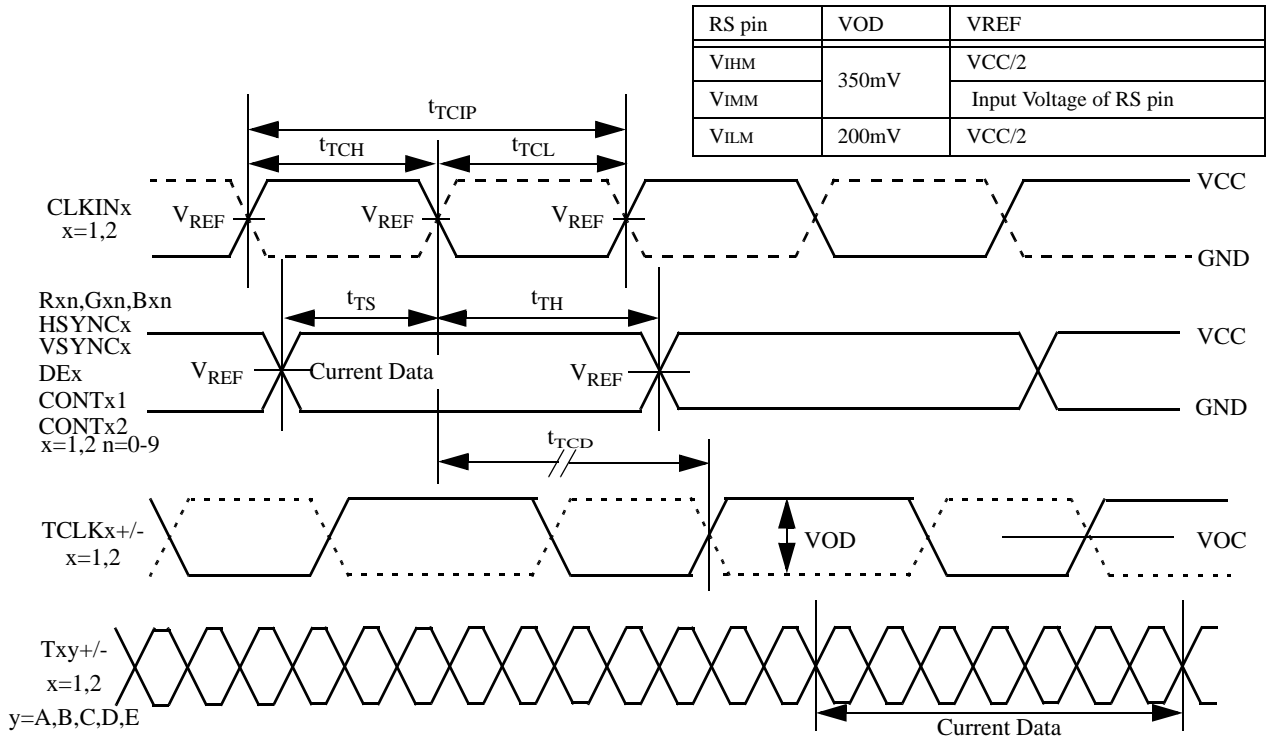 RS pin VOD VREF
VIHM 350mV VCC/2
VIMM Input Voltage of RS pin
VILM 200mV VCC/2
tTCIP
tTCH tTCL
CLKINx
x=1,2
VREF VREF VREF
VCC
GND
Rxn,Gxn,Bxn
HSYNCx
VSYNCx
DEx
CONTx1
CONTx2
x=1,2 n=0-9
tTS tTH
VREF Current Data VREF
VCC
GND
tTCD
TCLKx+/-
x=1,2
VOD
VOC
Txy+/-
x=1,2
y=A,B,C,D,E
Current Data